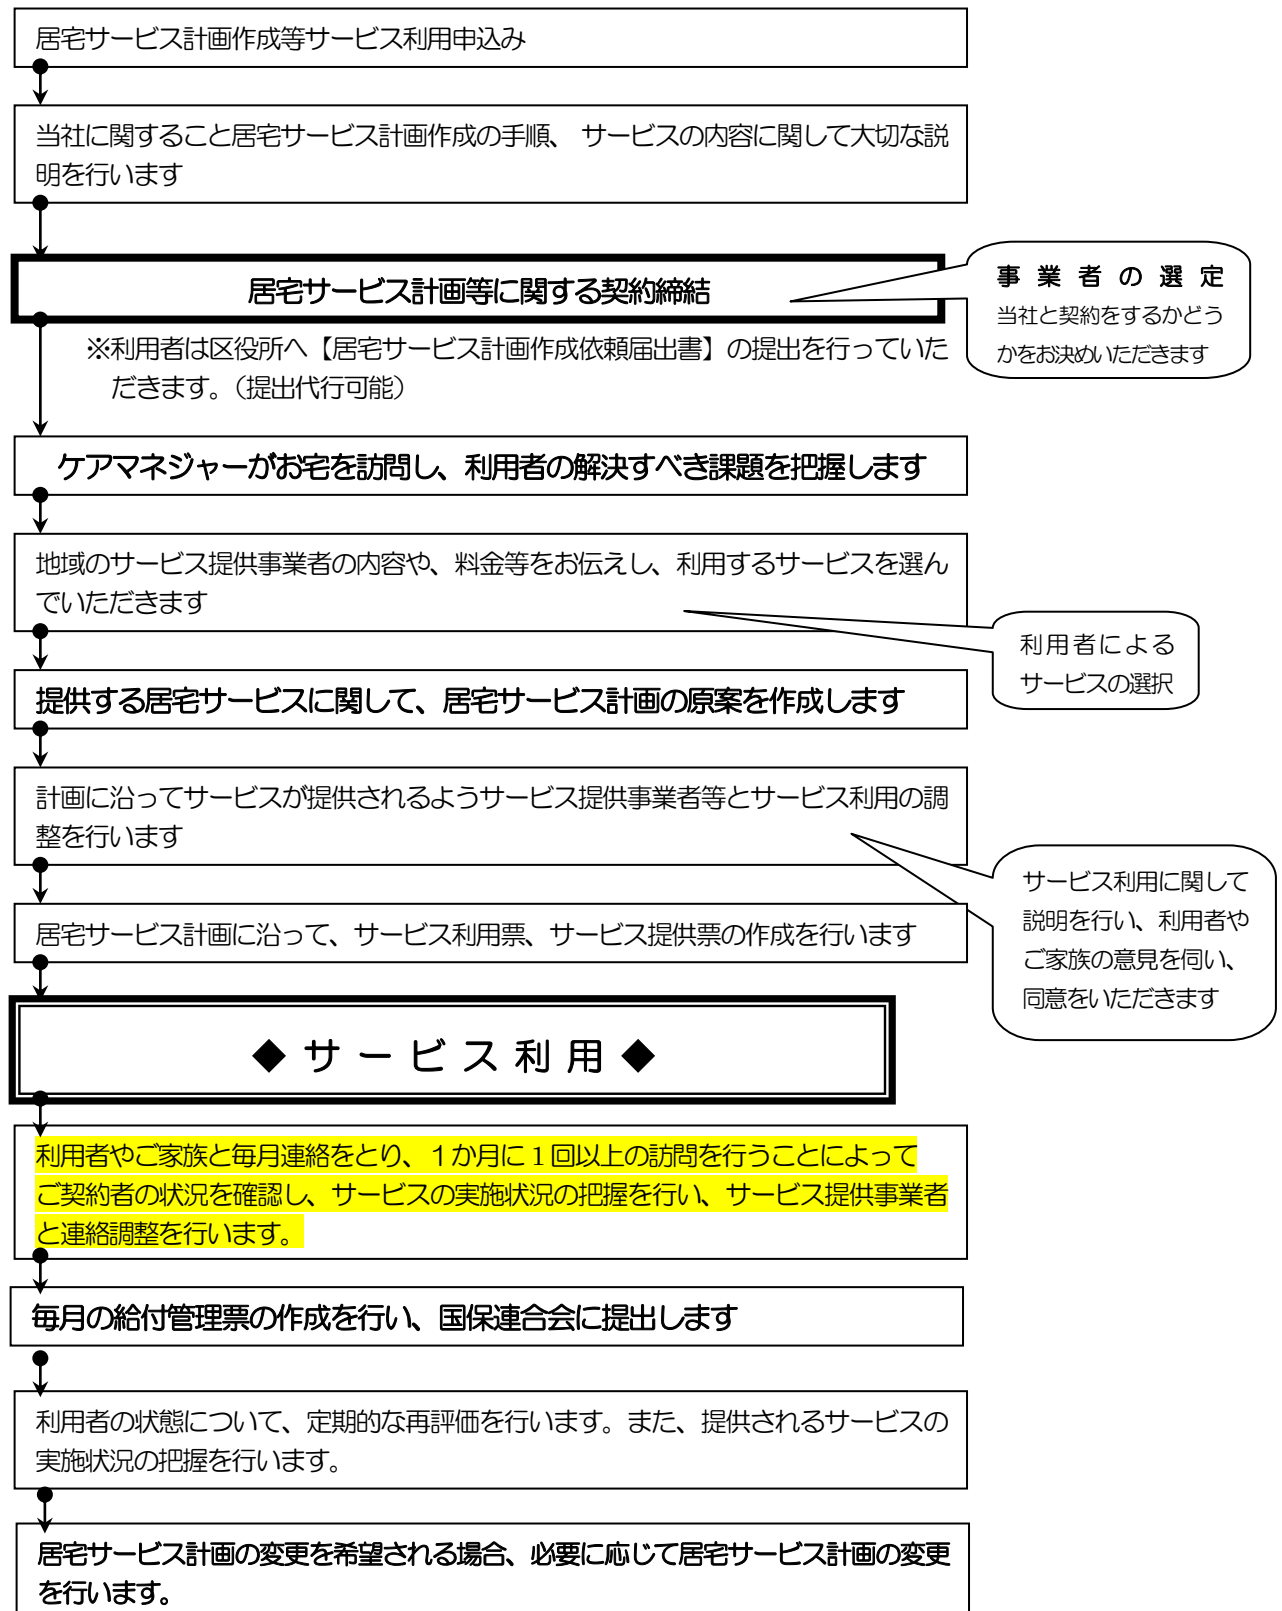 居宅サービス計画作成等サービス利用申込み
当社に関すること居宅サービス計画作成の手順、 サービスの内容に関して大切な説
明を行います
居宅サービス計画等に関する契約締結
事業者の選定
当社と契約をするかどう
かをお決めいただきます
※利用者は区役所へ【居宅サービス計画作成依頼届出書】の提出を行っていた
だきます。（提出代行可能）
ケアマネジャーがお宅を訪問し、利用者の解決すべき課題を把握します
地域のサービス提供事業者の内容や、料金等をお伝えし、利用するサービスを選ん
でいただきます
利用者による
サービスの選択
提供する居宅サービスに関して、居宅サービス計画の原案を作成します
計画に沿ってサービスが提供されるようサービス提供事業者等とサービス利用の調
整を行います
サービス利用に関して
説明を行い、利用者や
ご家族の意見を伺い、
同意をいただきます
居宅サービス計画に沿って、サービス利用票、サービス提供票の作成を行います
◆サービス利用◆
利用者やご家族と毎月連絡をとり、１か月に１回以上の訪問を行うことによって
ご契約者の状況を確認し、サービスの実施状況の把握を行い、サービス提供事業者
と連絡調整を行います。
毎月の給付管理票の作成を行い、国保連合会に提出します
利用者の状態について、定期的な再評価を行います。また、提供されるサービスの
実施状況の把握を行います。
居宅サービス計画の変更を希望される場合、必要に応じて居宅サービス計画の変更
を行います。